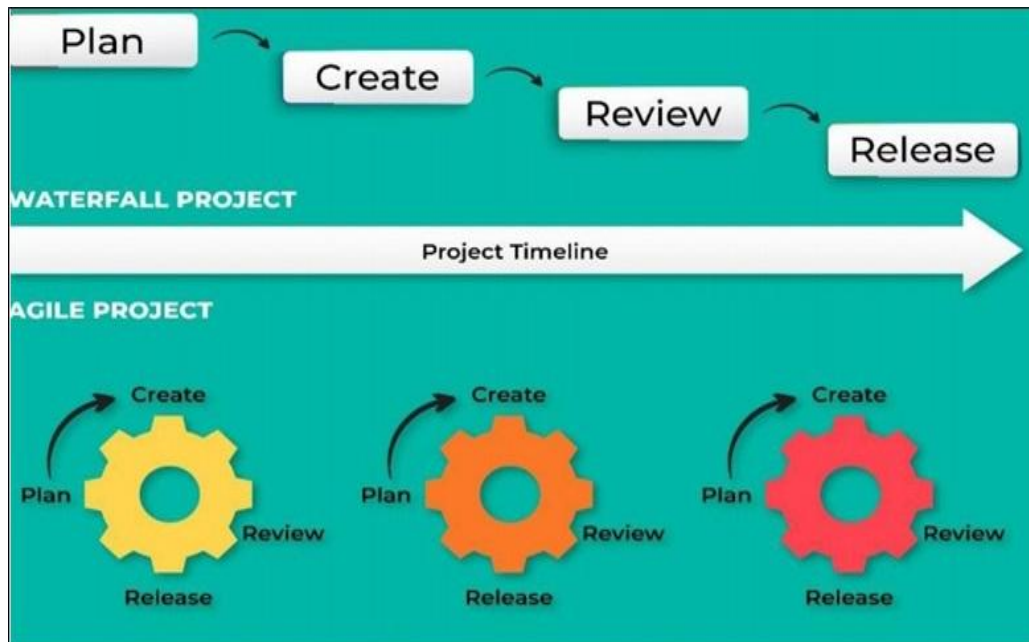 Plan
Create
Review
Release
WATERFALL PROJECT
Project Timeline
AGILE PROJECT
Create
Plan
Review
Release
Create
Plan
Review
Release
Create
Plan
Review
Release